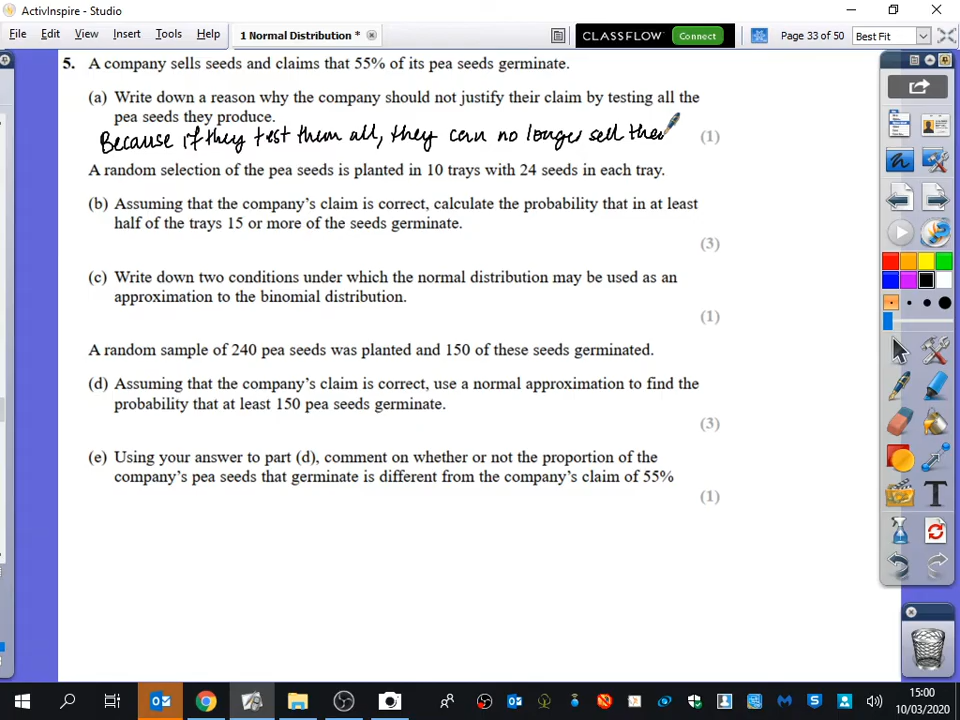 ActivInspire - Studio
File Edit View Insert Tools Help
1 Normal Distribution *
CLASSFLOW Connect
Page 33 of 50
Best Fit
5. A company sells seeds and claims that 55% of its pea seeds germinate.
(a) Write down a reason why the company should not justify their claim by testing all the
pea seeds they produce.
Because if they test them all, they can no longer sell them
(1)
A random selection of the pea seeds is planted in 10 trays with 24 seeds in each tray.
(b) Assuming that the company's claim is correct, calculate the probability that in at least
half of the trays 15 or more of the seeds germinate.
(3)
(c) Write down two conditions under which the normal distribution may be used as an
approximation to the binomial distribution.
(1)
A random sample of 240 pea seeds was planted and 150 of these seeds germinated.
(d) Assuming that the company's claim is correct, use a normal approximation to find the
probability that at least 150 pea seeds germinate.
(3)
(e) Using your answer to part (d), comment on whether or not the proportion of the
company's pea seeds that germinate is different from the company's claim of 55%
(1)
15:00
10/03/2020